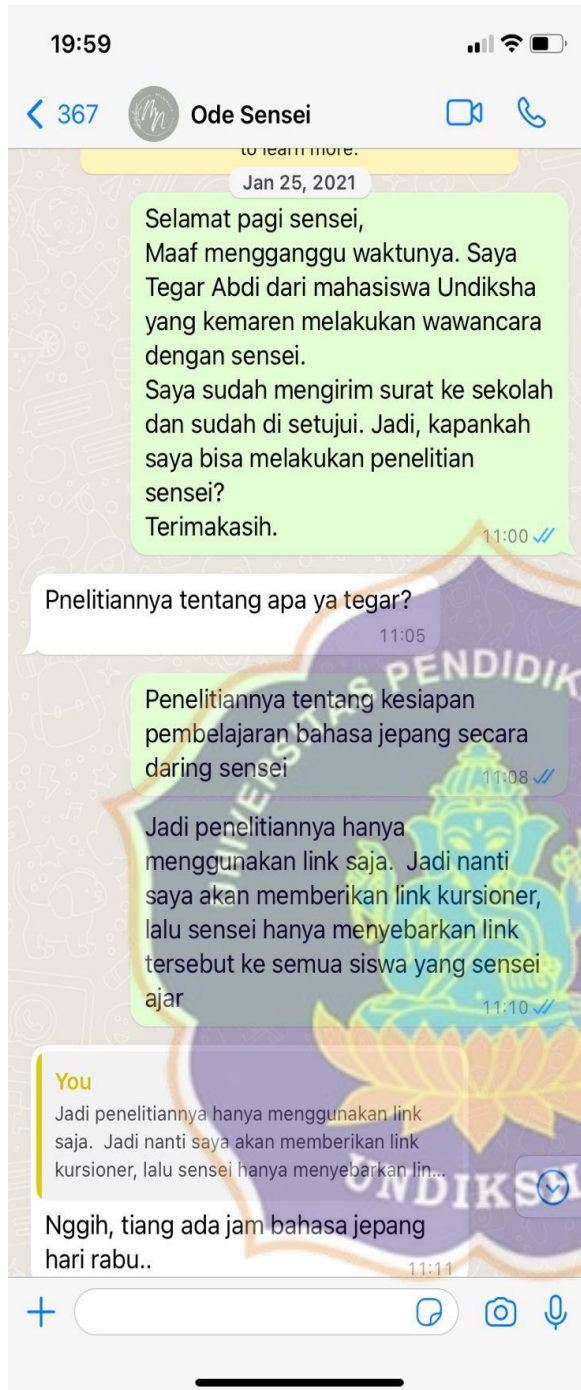 19:59
367
Ode Sensei
to learn more.
Jan 25, 2021
Selamat pagi sensei,
Maaf mengganggu waktunya. Saya
Tegar Abdi dari mahasiswa Undiksha
yang kemaren melakukan wawancara
dengan sensei.
Saya sudah mengirim surat ke sekolah
dan sudah di setujui. Jadi, kapankah
saya bisa melakukan penelitian
sensei?
Terimakasih.
11:00
Pnelitiannya tentang apa ya tegar?
11:05
Penelitiannya tentang kesiapan
pembelajaran bahasa jepang secara
daring sensei
11:08
Jadi penelitiannya hanya
menggunakan link saja. Jadi nanti
saya akan memberikan link kursioner,
lalu sensei hanya menyebarkan link
tersebut ke semua siswa yang sensei
ajar
11:10
You
Jadi penelitiannya hanya menggunakan link
saja. Jadi nanti saya akan memberikan link
kursioner, lalu sensei hanya menyebarkan lin...
Nggih, tiang ada jam bahasa jepang
hari rabu..
11:11
UNIVERSITAS PENDIDIK
UNDIKSHA